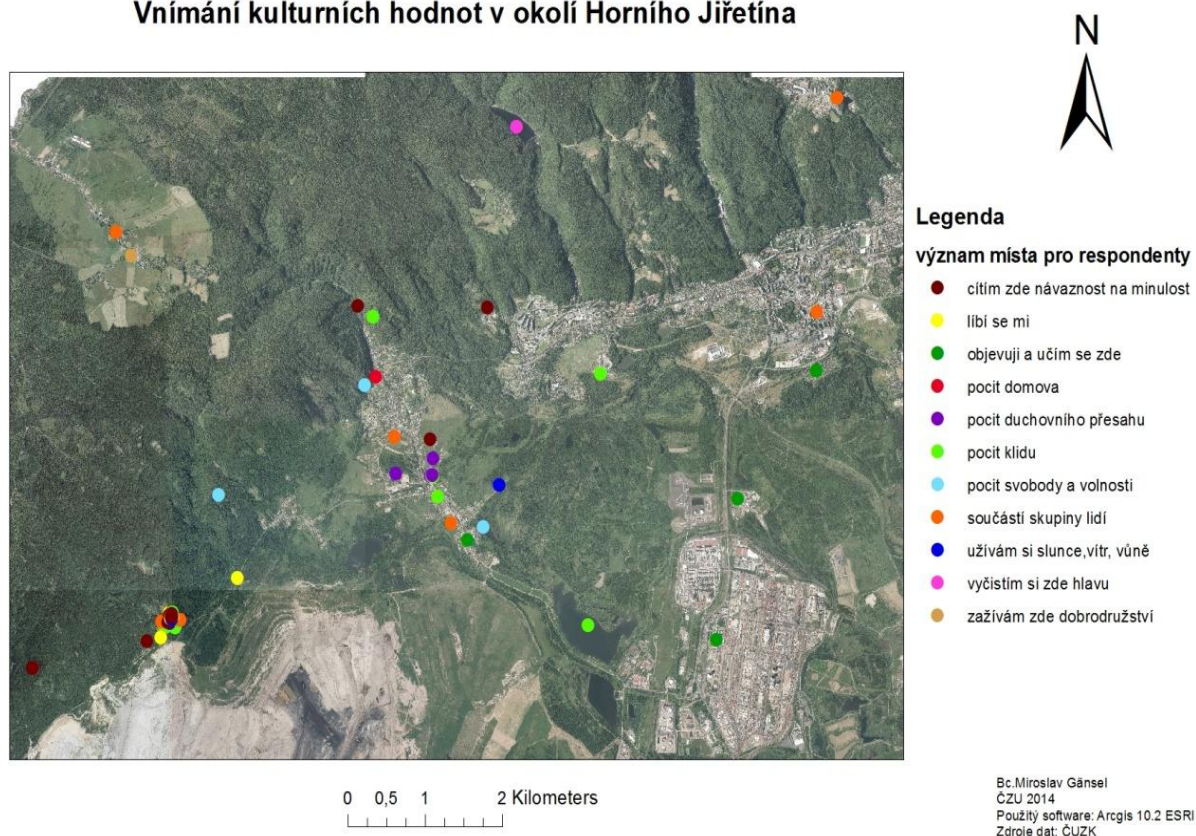 Vnímání kulturních hodnot v okolí Horního Jiřetína
N
Legenda
význam místa pro respondenty
cítím zde návaznost na minulost
líbí se mi
objevuji a učím se zde
pocit domova
pocit duchovního přesahu
pocit klidu
pocit svobody a volnosti
součástí skupiny lidí
užívám si slunce,vítr, vůně
vyčistím si zde hlavu
zažívám zde dobrodružství
0 0,5 1 2 Kilometers
Bc.Miroslav Gänsel
ČZU 2014
Použitý software: Arcgis 10.2 ESRI
Zdroje dat: ČUZK